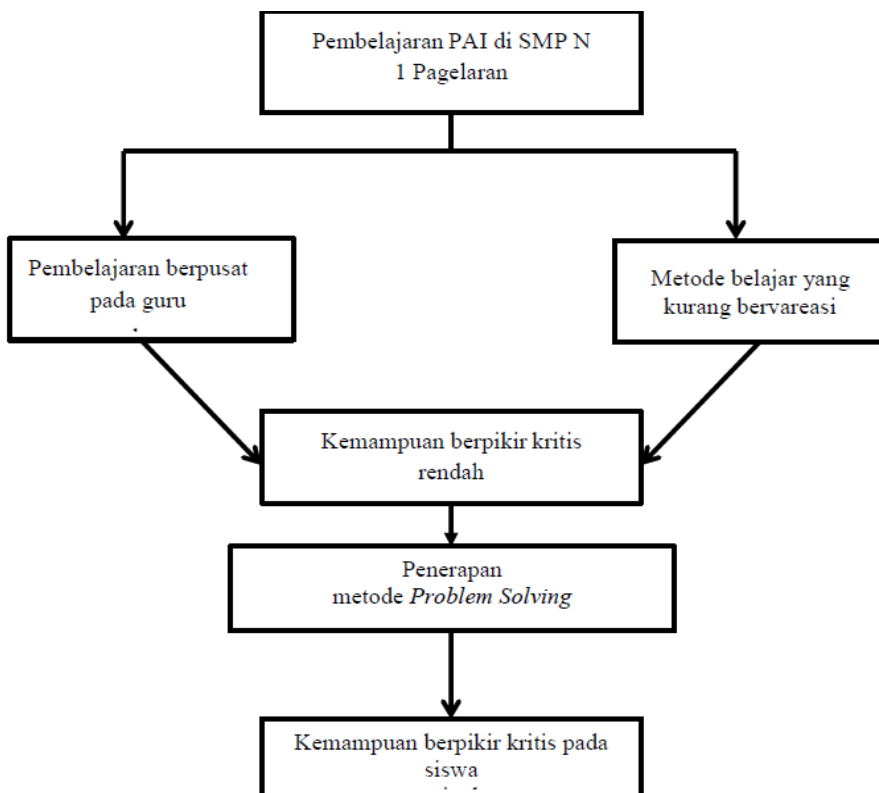 Pembelajaran PAI di SMP N
1 Pagelaran
Pembelajaran berpusat
pada guru
.
Metode belajar yang
kurang bervareasi
Kemampuan berpikir kritis
rendah
Penerapan
metode Problem Solving
Kemampuan berpikir kritis pada
siswa